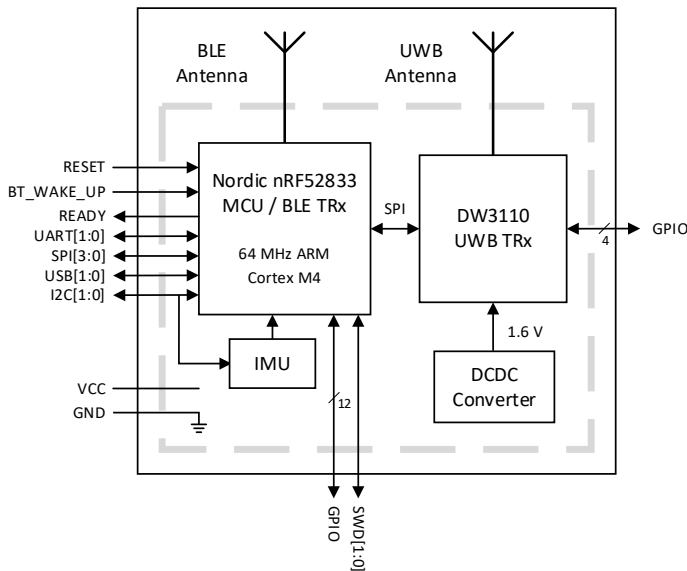 BLE
Antenna
UWB
Antenna
RESET
BT_WAKE_UP
READY
UART[1:0]
SPI[3:0]
USB[1:0]
I2C[1:0]
VCC
GND
Nordic nRF52833
MCU / BLE TRx
64 MHz ARM
Cortex M4
SPI
DW3110
UWB TRx
4
GPIO
1.6 V
IMU
DCDC
Converter
12
GPIO
SWD[1:0]